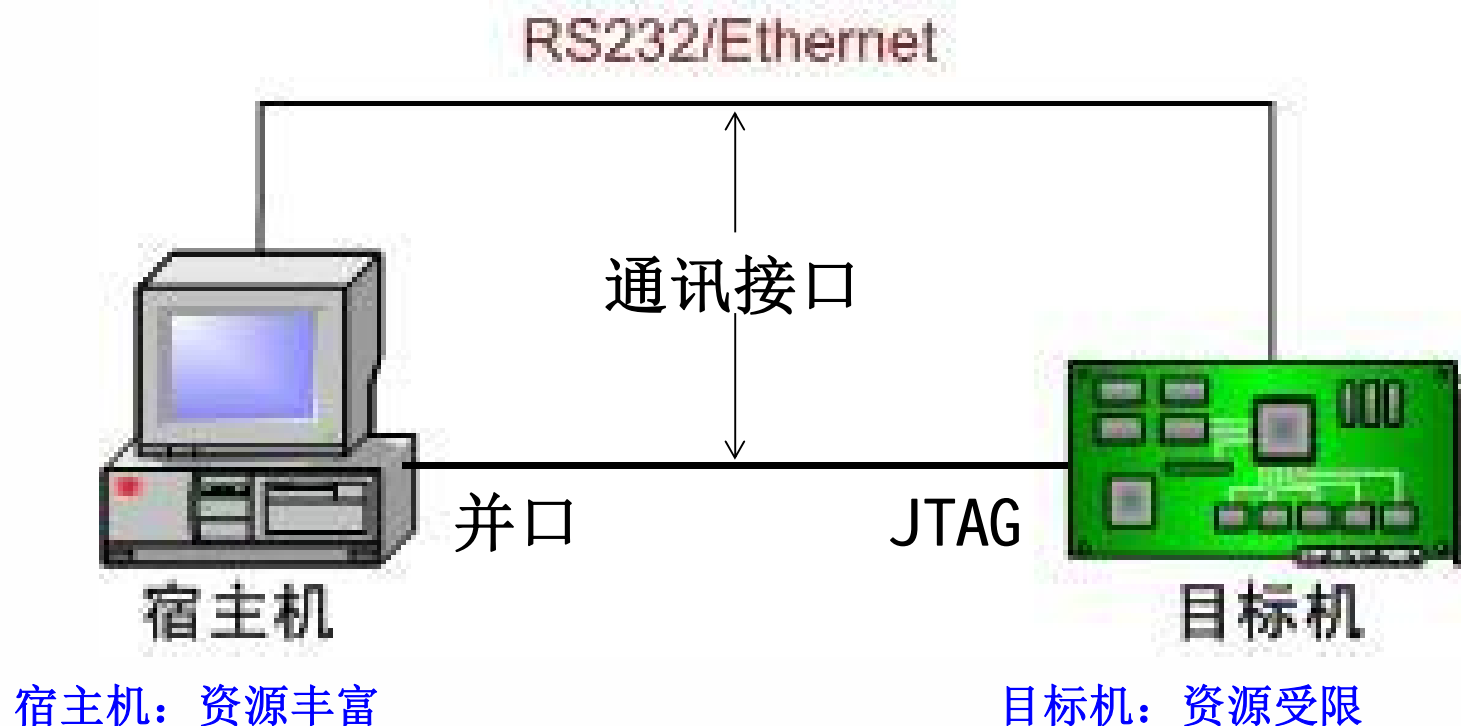 RS232/Ethernet
通讯接口
并口
JTAG
宿主机
目标机
宿主机：资源丰富
目标机：资源受限